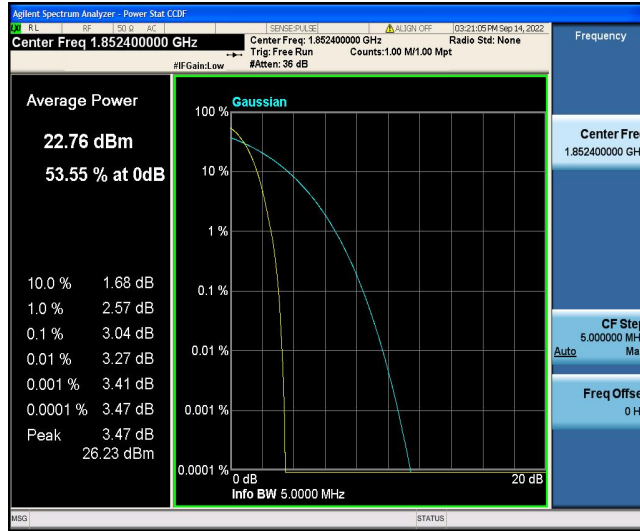 Agilent Spectrum Analyzer - Power Stat CCDF
RL RF 50 Ω AC SENSE:PULSE ALIGN OFF 03:21:05 PM Sep 14, 2022
Center Freq 1.852400000 GHz
Center Freq: 1.852400000 GHz Radio Std: None
Trig: Free Run Counts:1.00 M/1.00 Mpt
#IFGain:Low #Atten: 36 dB
Average Power
22.76 dBm
53.55 % at 0dB
10.0 % 1.68 dB
1.0 % 2.57 dB
0.1 % 3.04 dB
0.01 % 3.27 dB
0.001 % 3.41 dB
0.0001 % 3.47 dB
Peak 3.47 dB
26.23 dBm
Gaussian
100 %
10 %
1 %
0.1 %
0.01 %
0.001 %
0.0001 %
0 dB 20 dB
Info BW 5.0000 MHz
Frequency
Center Fre
1.852400000 GH
CF Step
5.000000 MH
Auto Ma
Freq Offse
0 H
MSG STATUS